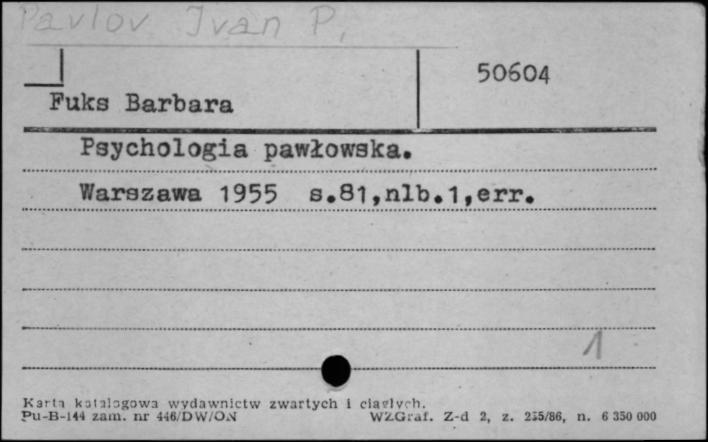 Pavlov Ivan P.
50604
Fuks Barbara
Psychologia pawłowska.
Warszawa 1955 s.81,nlb.1,err.
1
Karta katalogowa wydawnictw zwartych i ciągłych.
Pu-B-144 zam. nr 446/DW/ON WZGraf. Z-d 2, z. 235/86, n. 6 350 000